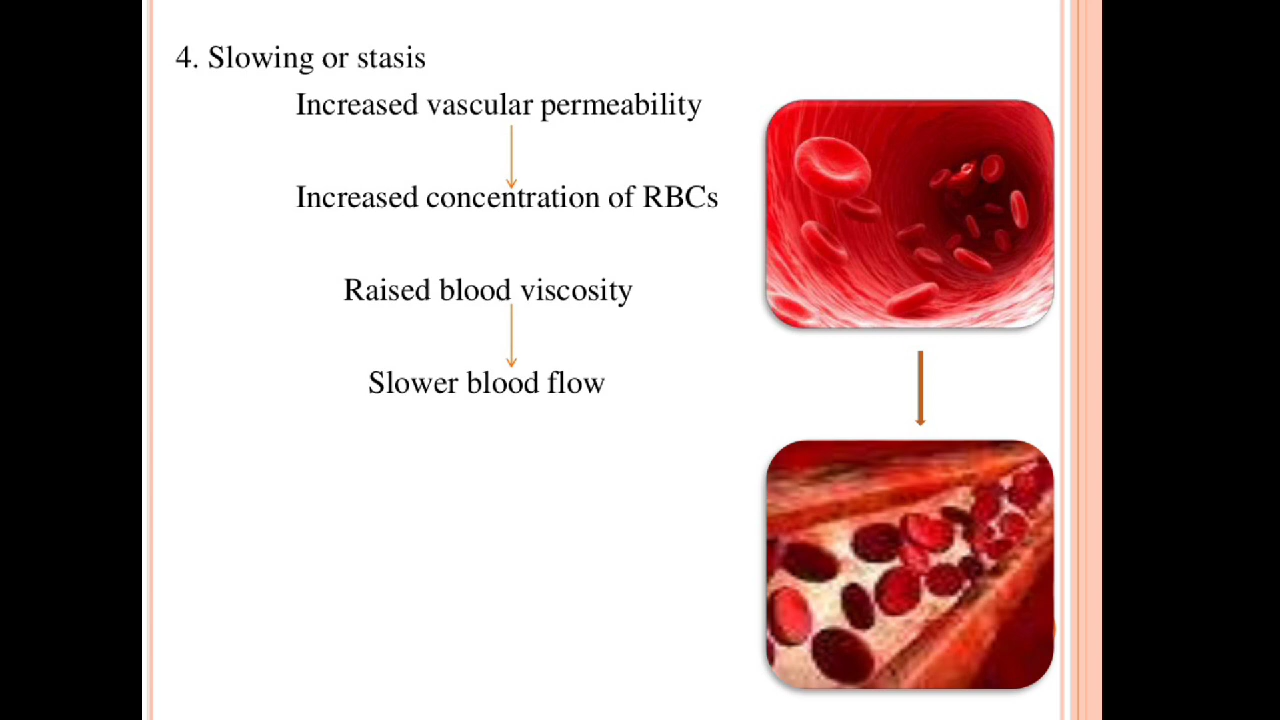 4. Slowing or stasis
Increased vascular permeability
Increased concentration of RBCs
Raised blood viscosity
Slower blood flow